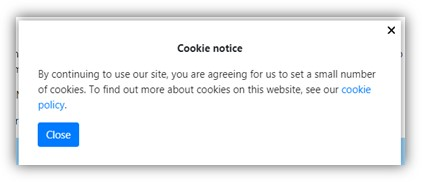 ×
Cookie notice
By continuing to use our site, you are agreeing for us to set a small number
of cookies. To find out more about cookies on this website, see our cookie
policy.
Close